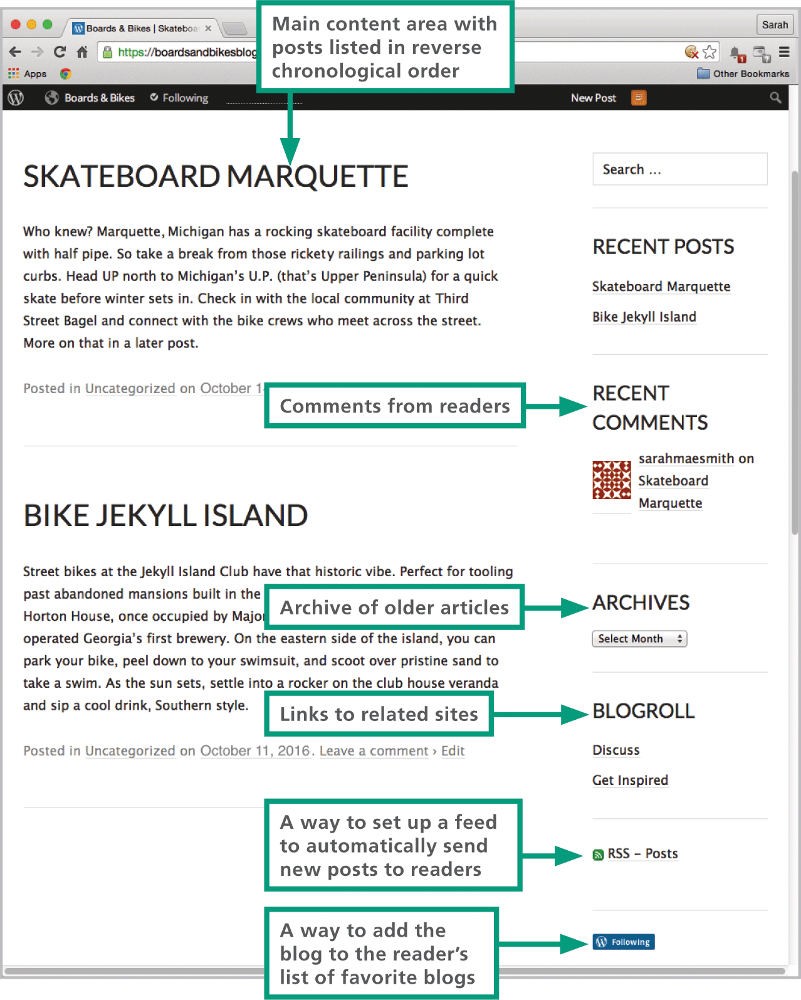 Main content area with
posts listed in reverse
chronological order
Boards & Bikes | Skateboa
Sarah
https://boardsandbikesblog
Apps
Other Bookmarks
Boards & Bikes
Following
New Post
SKATEBOARD MARQUETTE
Who knew? Marquette, Michigan has a rocking skateboard facility complete
with half pipe. So take a break from those rickety railings and parking lot
curbs. Head UP north to Michigan's U.P. (that's Upper Peninsula) for a quick
skate before winter sets in. Check in with the local community at Third
Street Bagel and connect with the bike crews who meet across the street.
More on that in a later post.
Posted in Uncategorized on October 1
BIKE JEKYLL ISLAND
Street bikes at the Jekyll Island Club have that historic vibe. Perfect for tooling
past abandoned mansions built in the
Horton House, once occupied by Majo
operated Georgia's first brewery. On the eastern side of the island, you can
park your bike, peel down to your swimsuit, and scoot over pristine sand to
take a swim. As the sun sets, settle into a rocker on the club house veranda
and sip a cool drink, Southern style.
Posted in Uncategorized on October 11, 2016. Leave a comment › Edit
Search ...
RECENT POSTS
Skateboard Marquette
Bike Jekyll Island
Comments from readers
RECENT
COMMENTS
sarahmaesmith on
Skateboard
Marquette
Archive of older articles
ARCHIVES
Select Month
Links to related sites
BLOGROLL
Discuss
Get Inspired
A way to set up a feed
to automatically send
new posts to readers
RSS – Posts
A way to add the
blog to the reader's
list of favorite blogs
Following